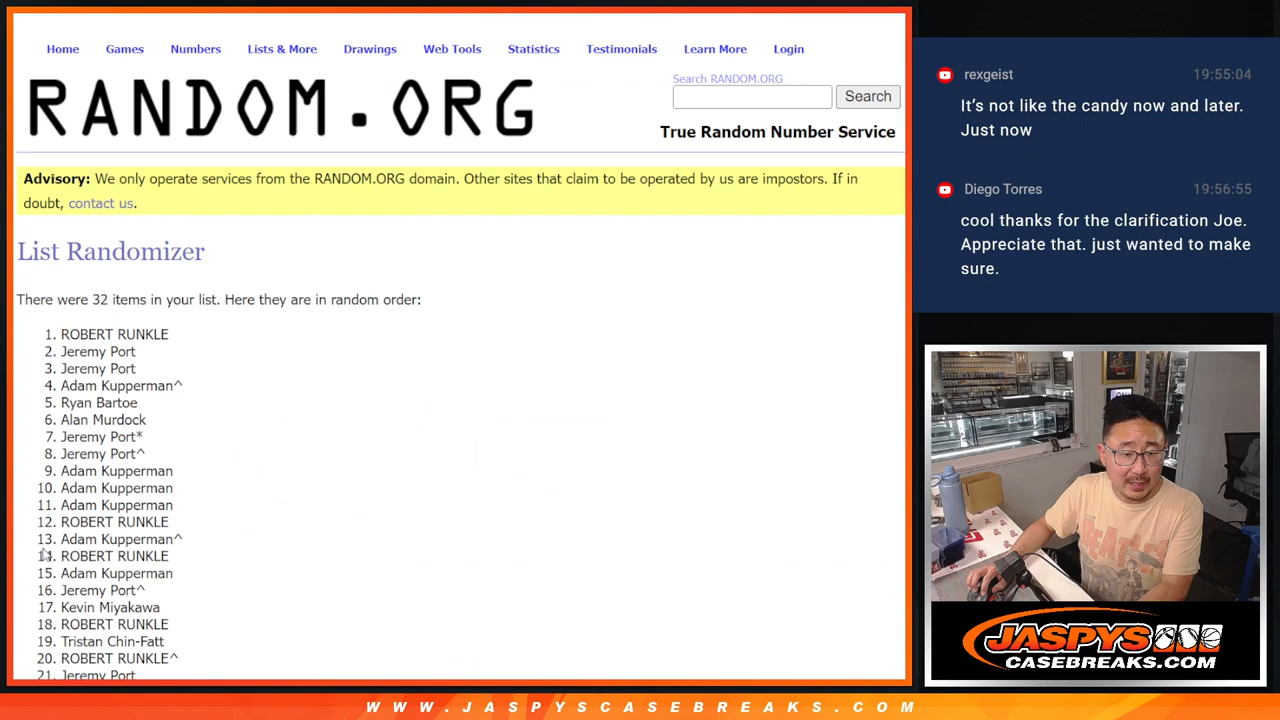 Home Games Numbers Lists & More Drawings Web Tools Statistics Testimonials Learn More Login
RANDOM.ORG
Search RANDOM.ORG
Search
True Random Number Service
Advisory: We only operate services from the RANDOM.ORG domain. Other sites that claim to be operated by us are impostors. If in
doubt, contact us.
List Randomizer
There were 32 items in your list. Here they are in random order:
1. ROBERT RUNKLE
2. Jeremy Port
3. Jeremy Port
4. Adam Kupperman^
5. Ryan Bartoe
6. Alan Murdock
7. Jeremy Port*
8. Jeremy Port^
9. Adam Kupperman
10. Adam Kupperman
11. Adam Kupperman
12. ROBERT RUNKLE
13. Adam Kupperman^
14. ROBERT RUNKLE
15. Adam Kupperman
16. Jeremy Port^
17. Kevin Miyakawa
18. ROBERT RUNKLE
19. Tristan Chin-Fatt
20. ROBERT RUNKLE^
21. Jeremy Port
rexgeist 19:55:04
It’s not like the candy now and later.
Just now
Diego Torres 19:56:55
cool thanks for the clarification Joe.
Appreciate that. just wanted to make
sure.
JASPYS
CASEBREAKS.COM
WWW.JASPYSCASEBREAKS.COM